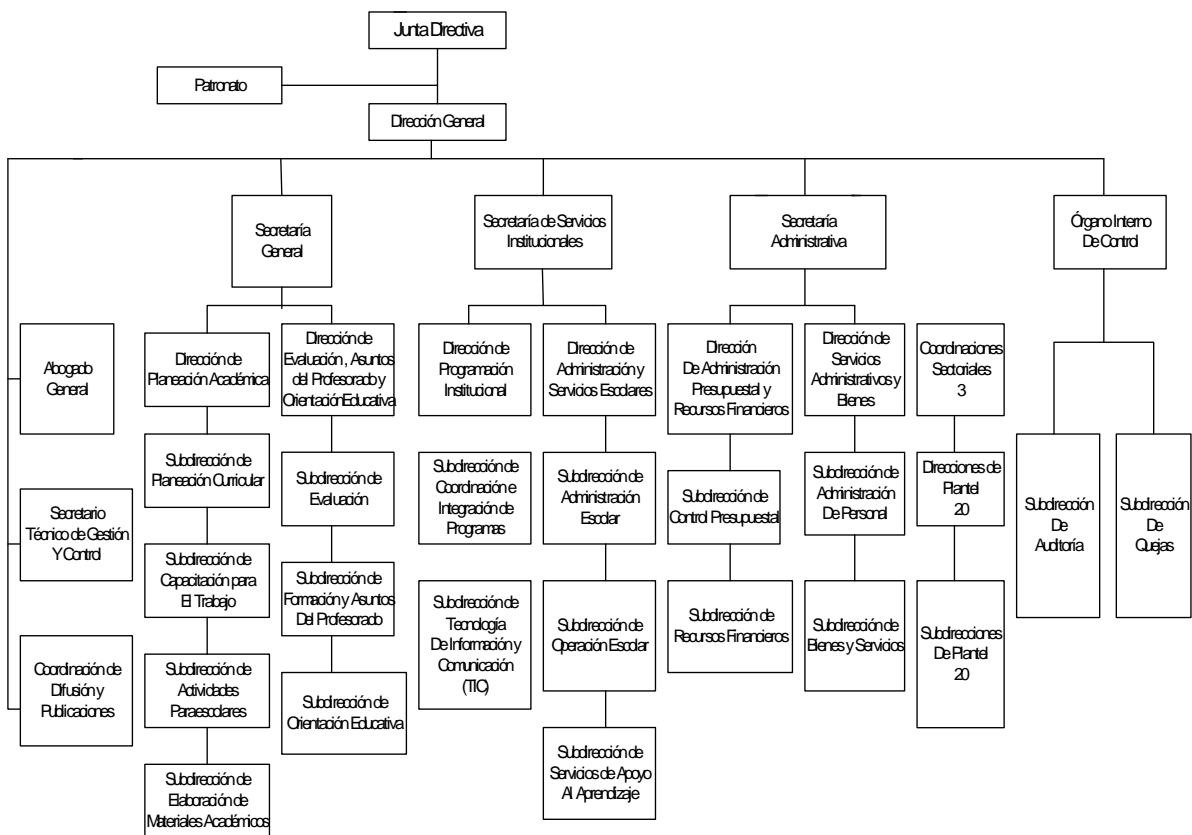 Junta Directiva
Patronato
Dirección General
Secretaría
General
Secretaría de Servicios
Institucionales
Secretaría
Administrativa
Órgano Interno
De Control
Abogado
General
Secretario
Técnico de Gestión
Y Control
Coordinación de
Difusión y
Publicaciones
Dirección de
Planeación Académica
Subdirección de
Planeación Curricular
Subdirección de
Capacitación para
El Trabajo
Subdirección de
Actividades
Paraescolares
Subdirección de
Elaboración de
Materiales Académicos
Dirección de
Evaluación , Asuntos
del Profesorado y
Orientación Educativa
Subdirección de
Evaluación
Subdirección de
Formación y Asuntos
Del Profesorado
Subdirección de
Orientación Educativa
Dirección de
Programación
Institucional
Subdirección de
Coordinación e
Integración de
Programas
Subdirección de
Tecnología
De Información y
Comunicación
(TIC)
Dirección de
Administración y
Servicios Escolares
Subdirección de
Administración
Escolar
Subdirección de
Operación Escolar
Subdirección de
Servicios de Apoyo
Al Aprendizaje
Dirección
De Administración
Presupuestal y
Recursos Financieros
Subdirección de
Control Presupuestal
Subdirección de
Recursos Financieros
Dirección de
Servicios
Administrativos y
Bienes
Subdirección de
Administración
De Personal
Subdirección de
Bienes y Servicios
Coordinaciones
Sectoriales
3
Direcciones de
Plantel
20
Subdirecciones
De Plantel
20
Subdirección
De
Auditoría
Subdirección
De
Quejas